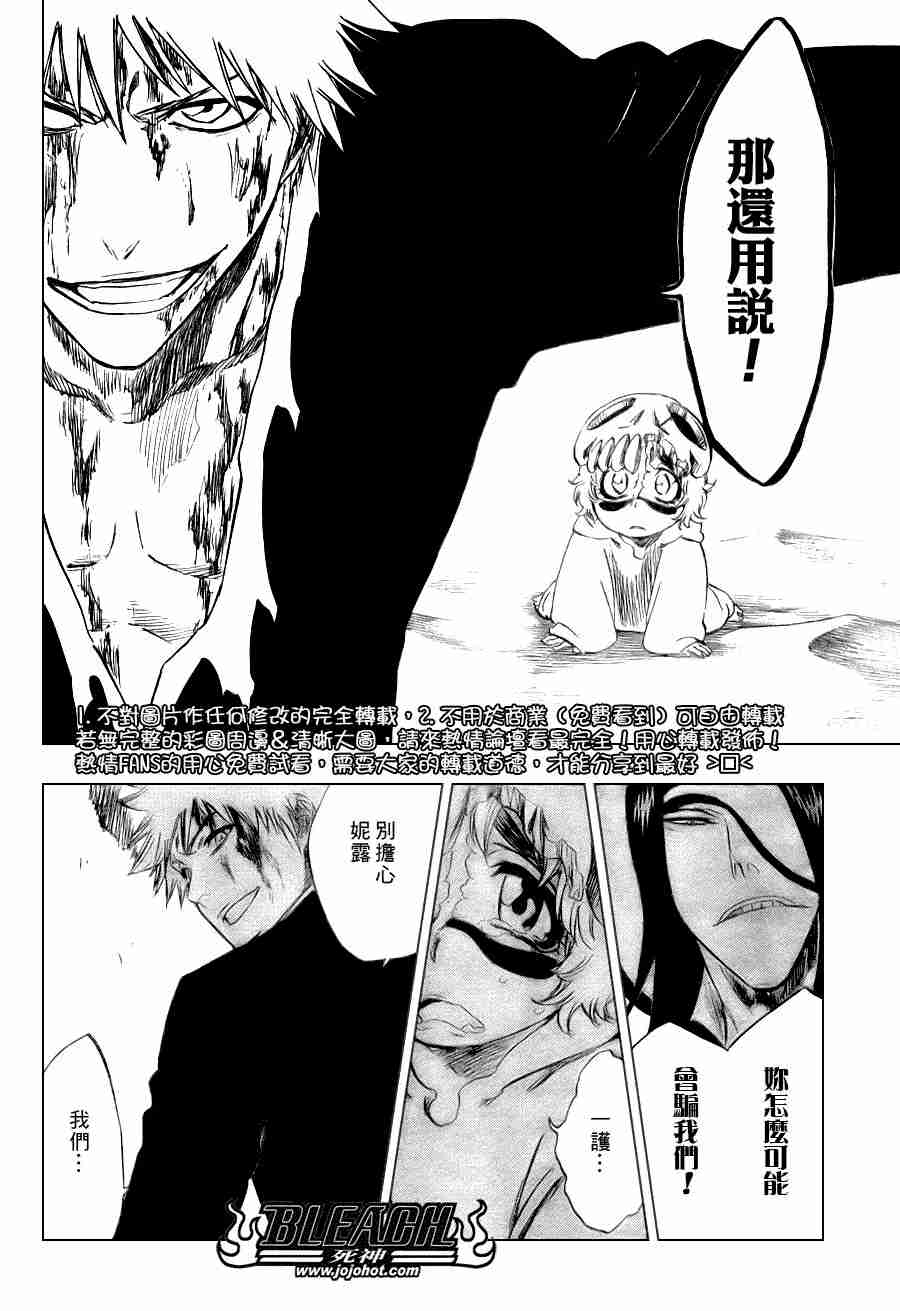 那還用說！
1.不對圖片作任何修改的完全轉載，2.不用於商業（免費看到）可自由轉載
若無完整的彩圖周邊&清晰大圖，請來熱情論壇看最完全！用心轉載發佈！
熱情FANS的用心免費試看，需要大家的轉載道德，才能分享到最好 >口<
妳怎麼可能
會騙我們！
一護…
別擔心
妮露
我們…
BLEACH
死神
www.jojohot.com